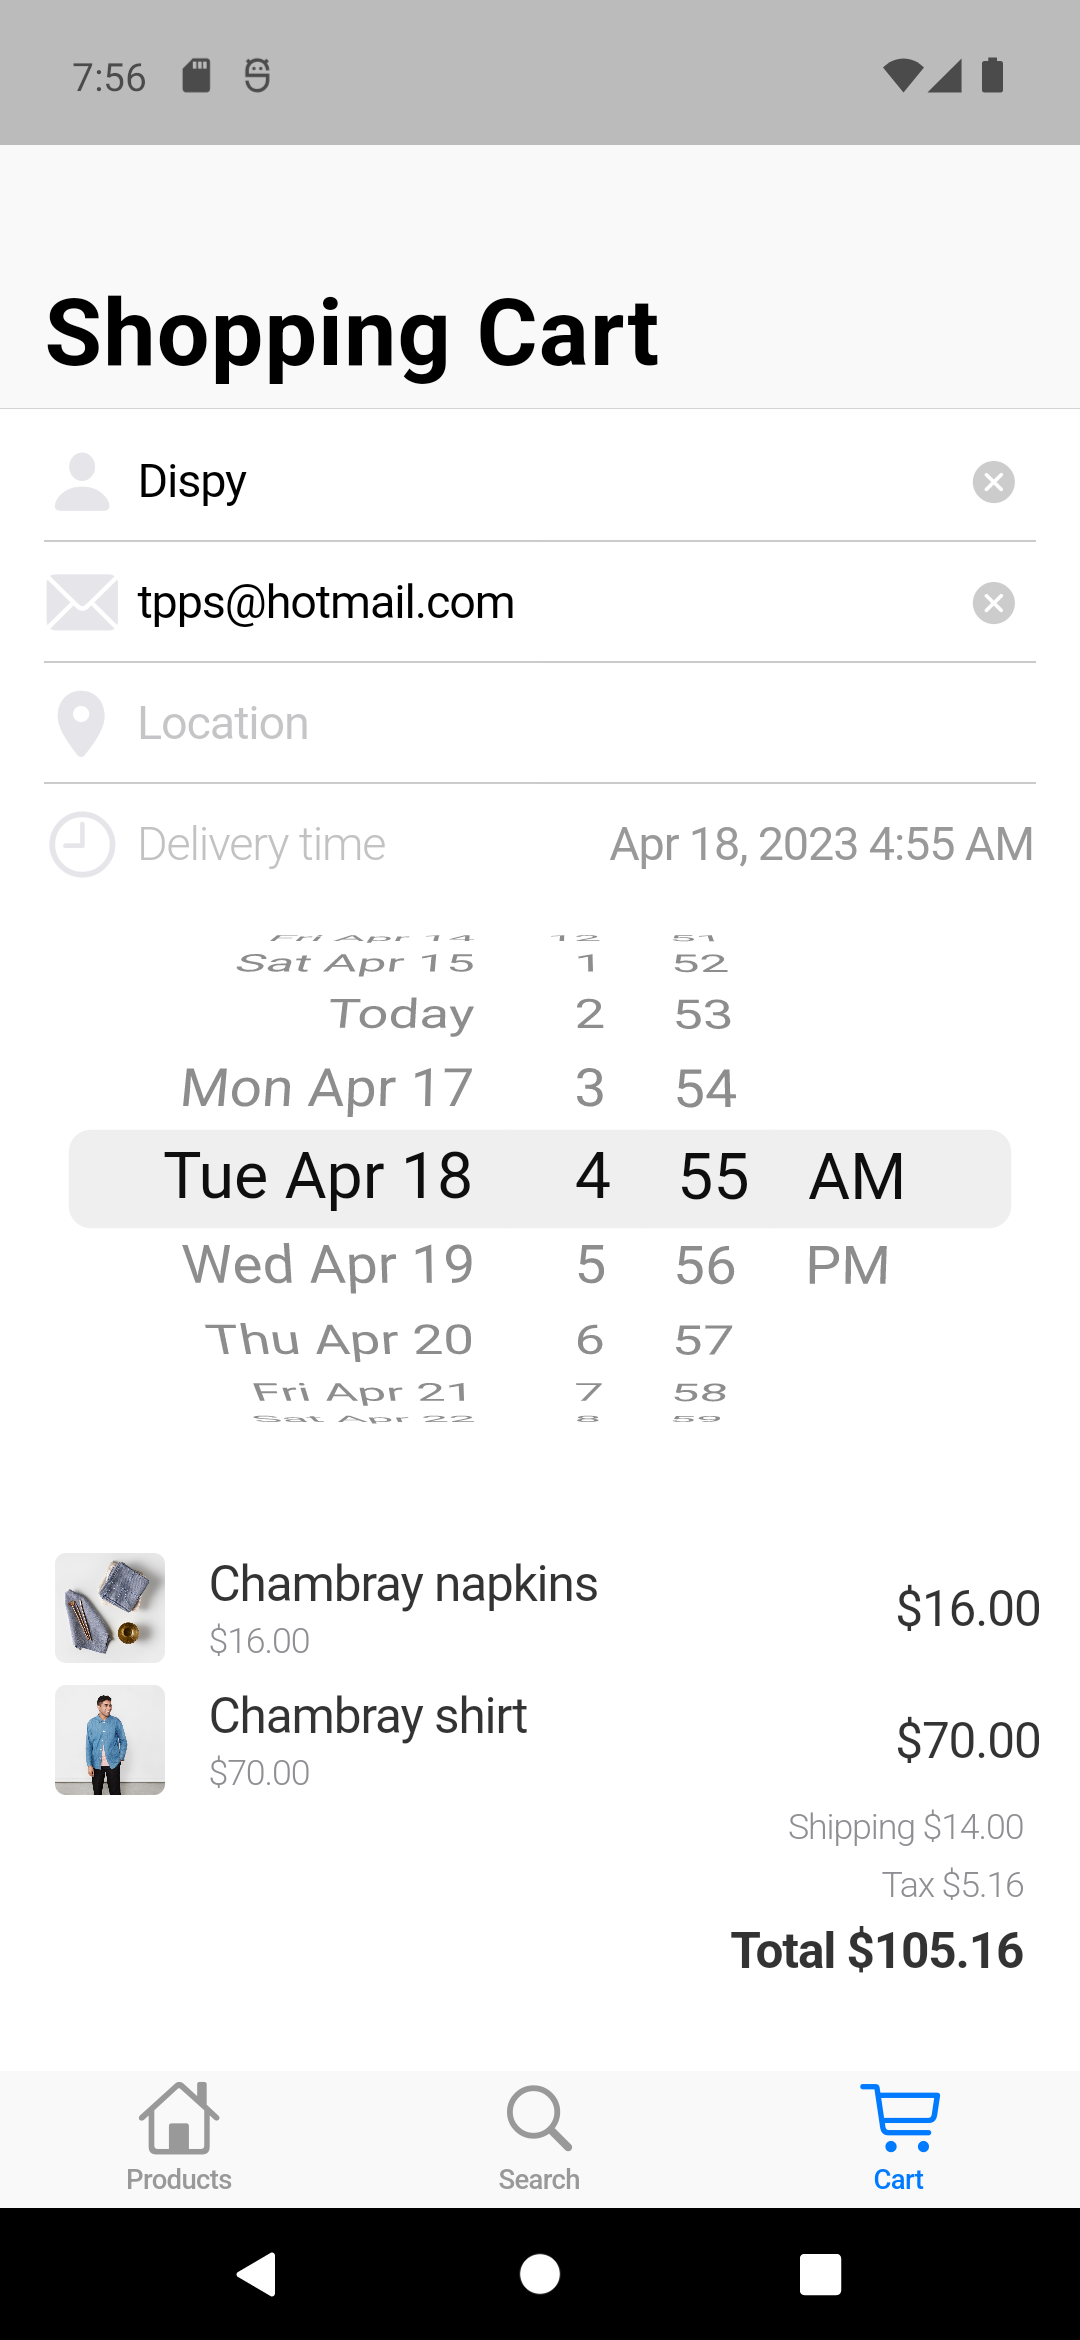 7:56
Shopping Cart
Dispy
tpps@hotmail.com
Location
Delivery time Apr 18, 2023 4:55 AM
Fri Apr 14 12 51
Sat Apr 15 1 52
Today 2 53
Mon Apr 17 3 54
Tue Apr 18 4 55 AM
Wed Apr 19 5 56 PM
Thu Apr 20 6 57
Fri Apr 21 7 58
Sat Apr 22 8 59
Chambray napkins
$16.00
$16.00
Chambray shirt
$70.00
$70.00
Shipping $14.00
Tax $5.16
Total $105.16
Products Search Cart